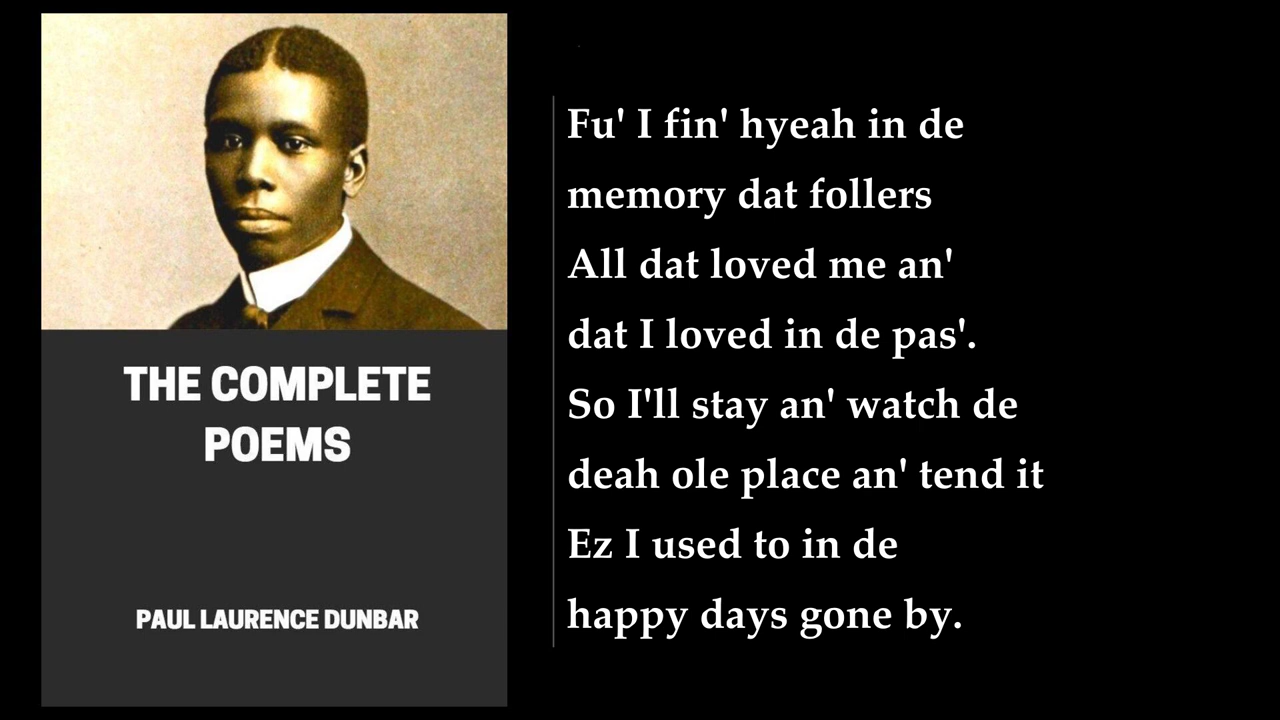 THE COMPLETE
POEMS
PAUL LAURENCE DUNBAR
Fu' I fin' hyeah in de
memory dat follers
All dat loved me an'
dat I loved in de pas'.
So I'll stay an' watch de
deah ole place an' tend it
Ez I used to in de
happy days gone by.